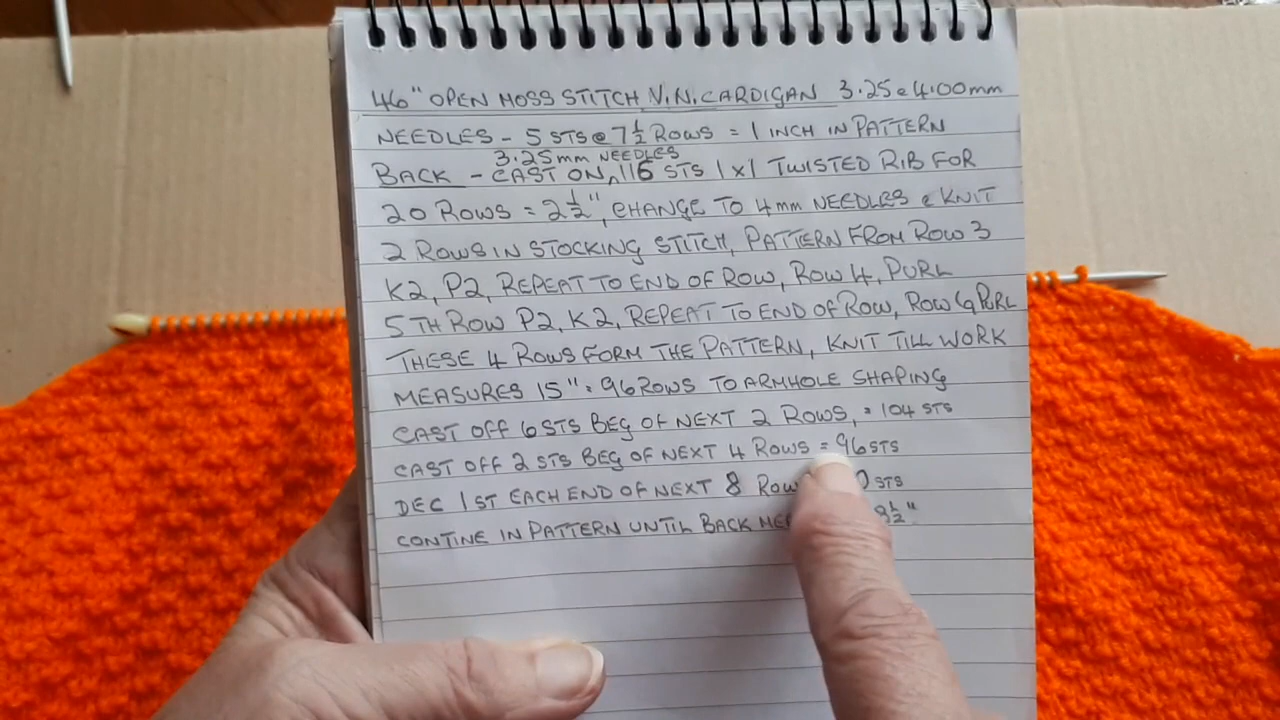 46" OPEN MOSS STITCH V.N. CARDIGAN 3.25 & 4.00mm
NEEDLES - 5 STS @ 7½ ROWS = 1 INCH IN PATTERN
3.25mm NEEDLES
BACK - CAST ON 116 STS 1x1 TWISTED RIB FOR
20 ROWS = 2½", CHANGE TO 4mm NEEDLES & KNIT
2 ROWS IN STOCKING STITCH, PATTERN FROM ROW 3
K2, P2, REPEAT TO END OF ROW, ROW 4, PURL
5TH ROW P2, K2, REPEAT TO END OF ROW, ROW 6 PURL
THESE 4 ROWS FORM THE PATTERN, KNIT TILL WORK
MEASURES 15" = 96 ROWS TO ARMHOLE SHAPING
CAST OFF 6 STS BEG OF NEXT 2 ROWS, = 104 STS
CAST OFF 2 STS BEG OF NEXT 4 ROWS = 96 STS
DEC 1 ST EACH END OF NEXT 8 STS
CONTINE IN PATTERN UNTIL BACK